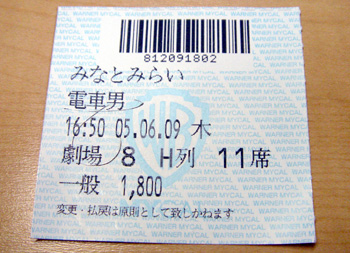 812091802
みなとみらい
電車男
16:50 05.06.09 木
劇場 8 H列 11席
一般 1,800
変更・払戻は原則として致しかねます